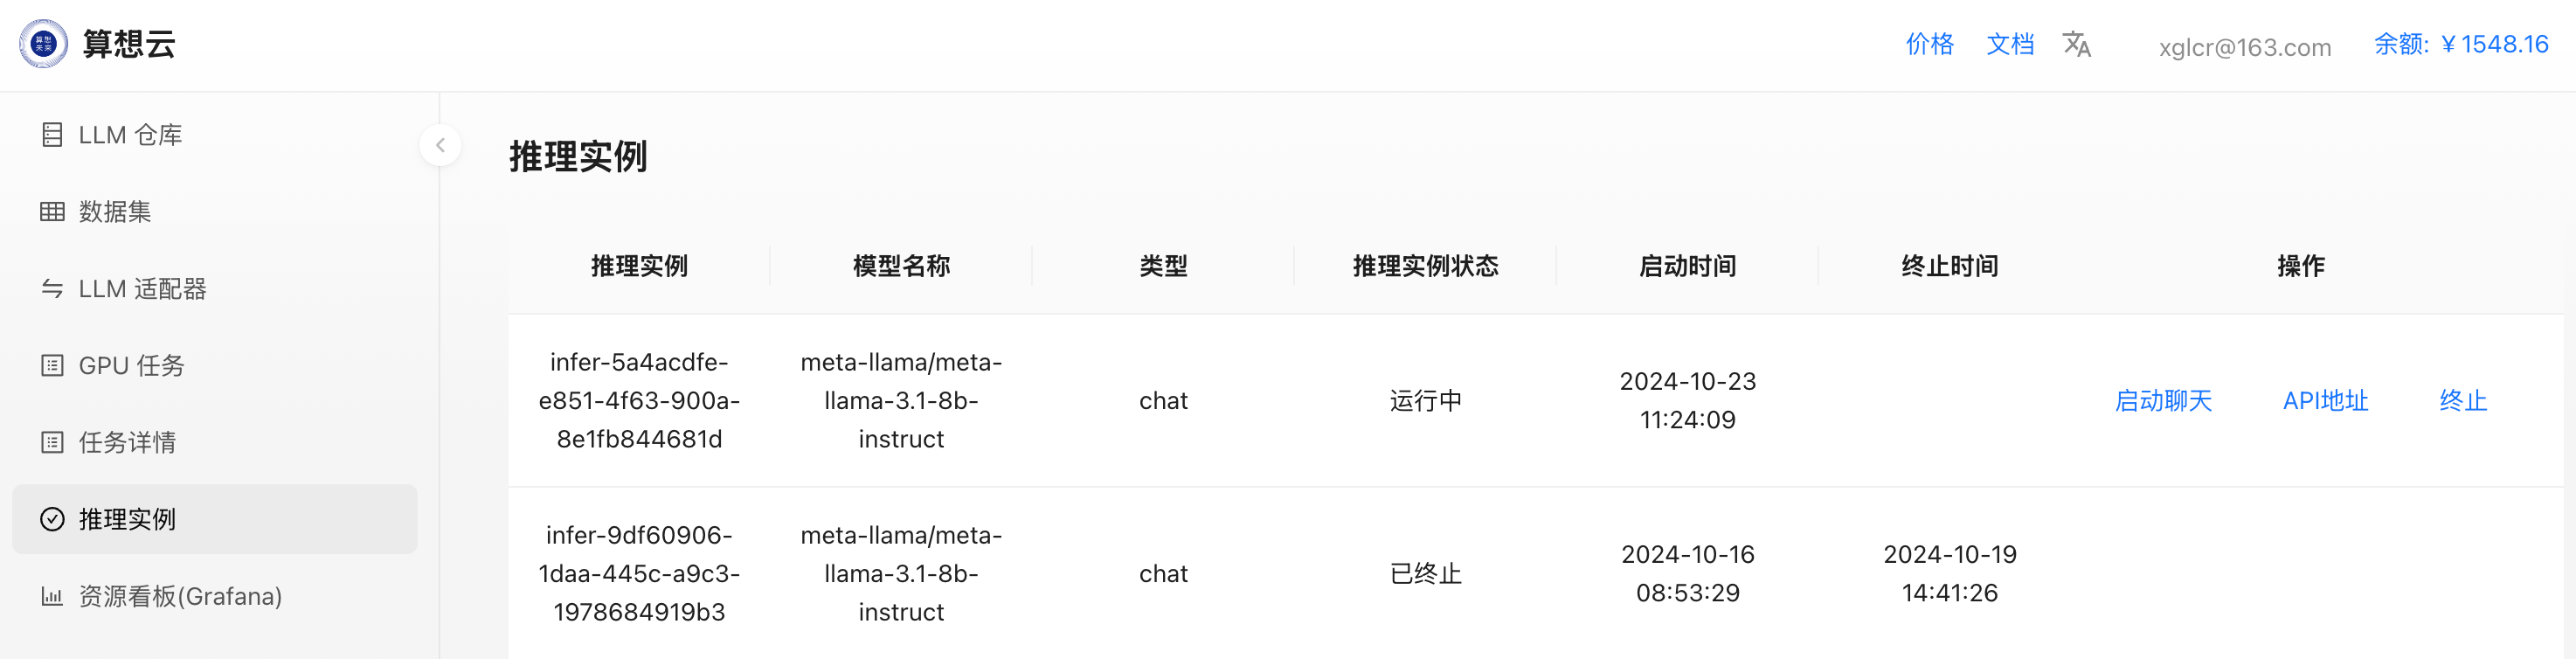 算想
未来
算想云
价格
文档
xglcr@163.com
余额: ¥1548.16
LLM 仓库
数据集
LLM 适配器
GPU 任务
任务详情
推理实例
资源看板(Grafana)
推理实例
推理实例 模型名称 类型 推理实例状态 启动时间 终止时间 操作
infer-5a4acdfe-
e851-4f63-900a-
8e1fb844681d
meta-llama/meta-
llama-3.1-8b-
instruct
chat
运行中
2024-10-23
11:24:09
启动聊天
API地址
终止
infer-9df60906-
1daa-445c-a9c3-
1978684919b3
meta-llama/meta-
llama-3.1-8b-
instruct
chat
已终止
2024-10-16
08:53:29
2024-10-19
14:41:26